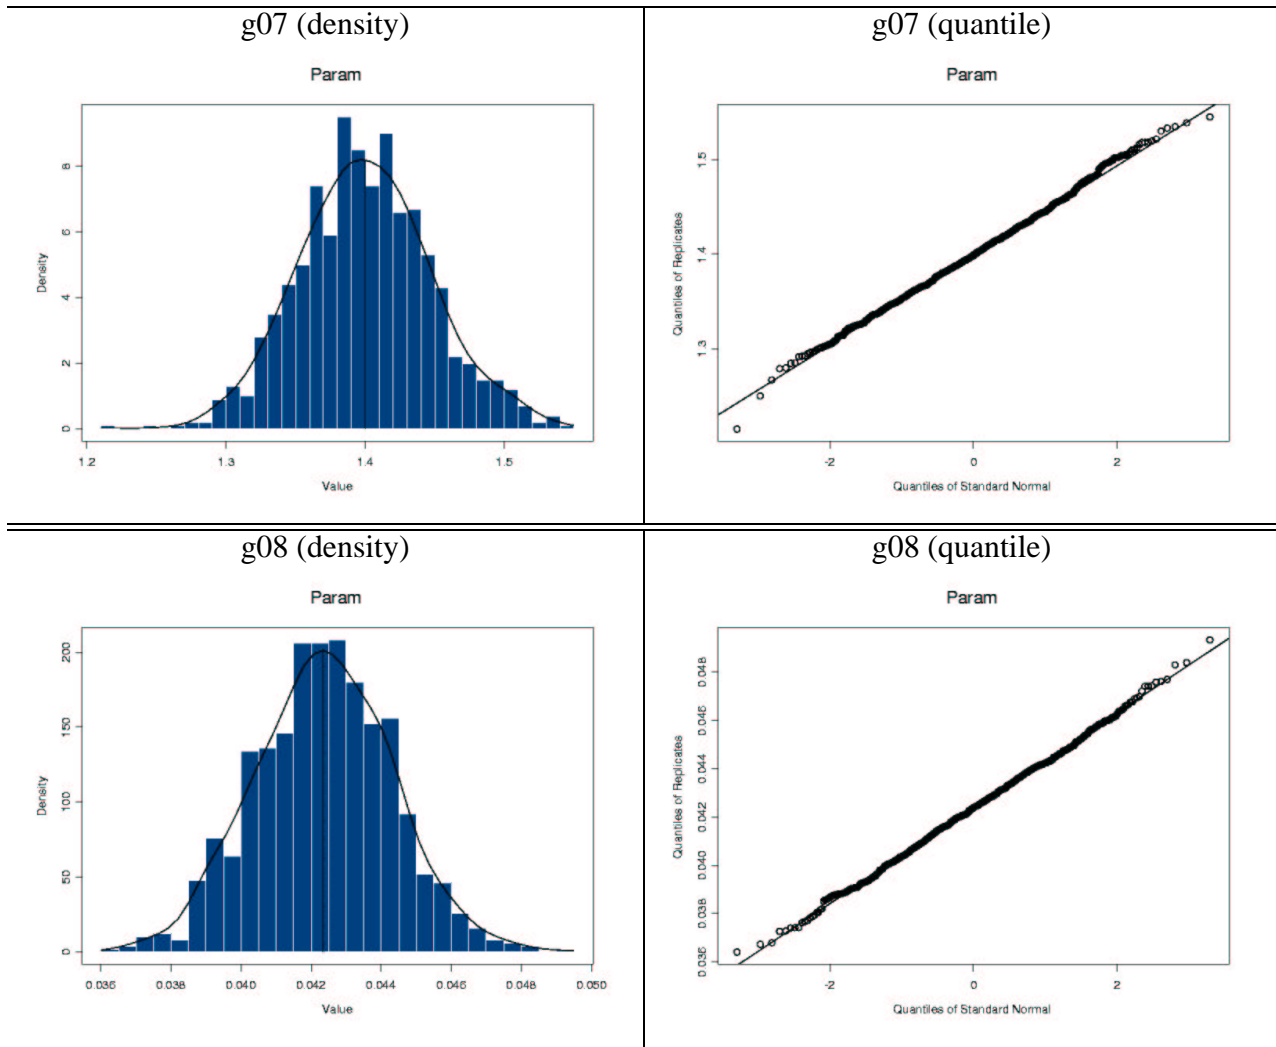 g07 (density)
Param
Density
0
2
4
6
8
1.2
1.3
1.4
1.5
Value
g07 (quantile)
Param
Quantiles of Replicates
1.3
1.4
1.5
-2
0
2
Quantiles of Standard Normal
g08 (density)
Param
Density
0
50
100
150
200
0.036
0.038
0.040
0.042
0.044
0.046
0.048
0.050
Value
g08 (quantile)
Param
Quantiles of Replicates
0.036
0.038
0.040
0.042
0.044
0.046
0.048
-2
0
2
Quantiles of Standard Normal